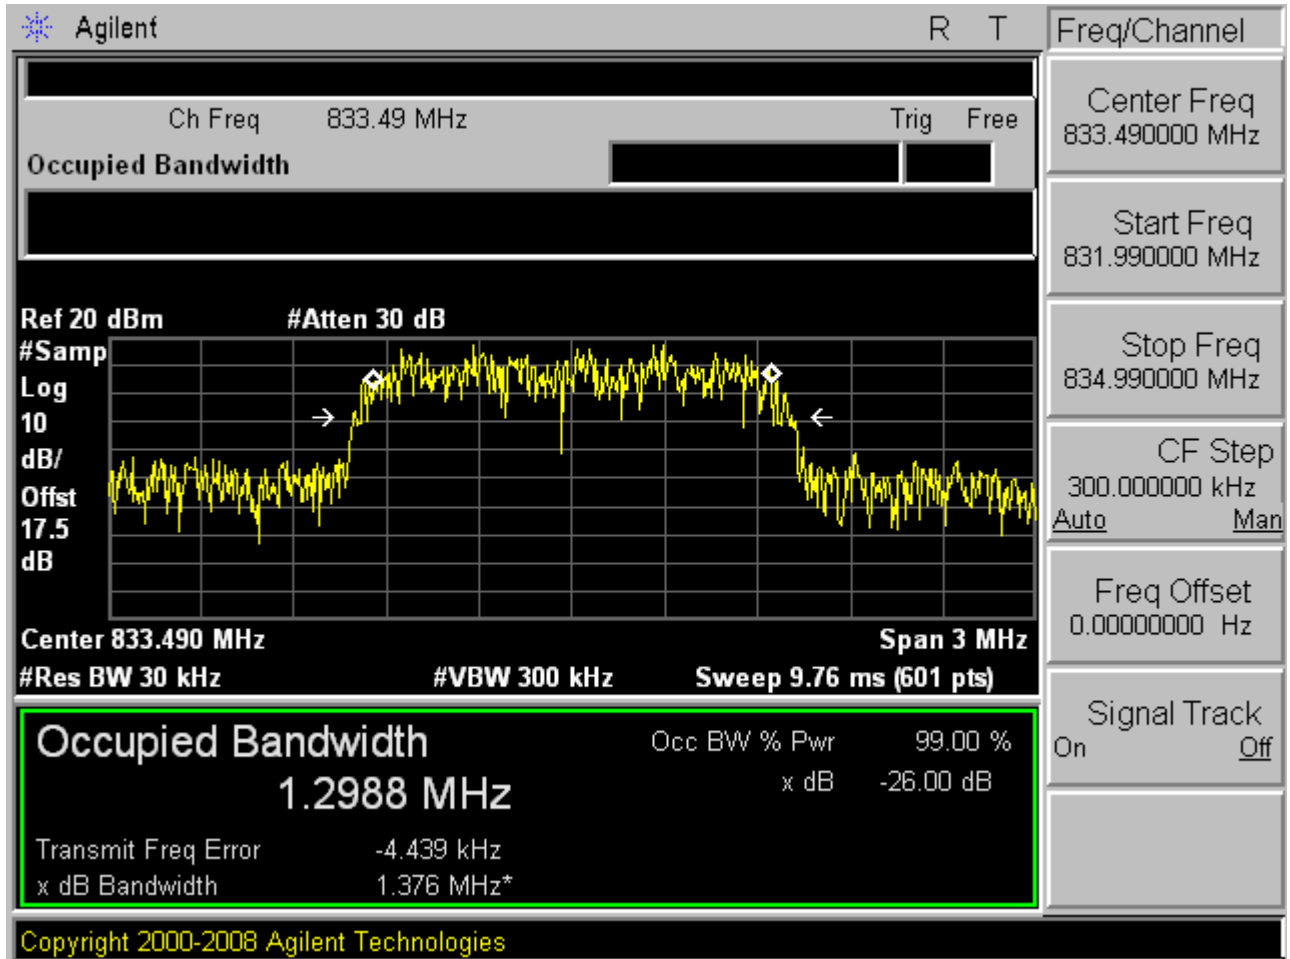 Agilent R T Freq/Channel
Ch Freq 833.49 MHz Trig Free
Occupied Bandwidth
Center Freq
833.490000 MHz
Start Freq
831.990000 MHz
Stop Freq
834.990000 MHz
CF Step
300.000000 kHz
Auto Man
Freq Offset
0.00000000 Hz
Signal Track
On Off
Ref 20 dBm #Atten 30 dB
#Samp
Log
10
dB/
Offst
17.5
dB
Center 833.490 MHz Span 3 MHz
#Res BW 30 kHz #VBW 300 kHz Sweep 9.76 ms (601 pts)
Occupied Bandwidth Occ BW % Pwr 99.00 %
1.2988 MHz x dB -26.00 dB
Transmit Freq Error -4.439 kHz
x dB Bandwidth 1.376 MHz*
Copyright 2000-2008 Agilent Technologies